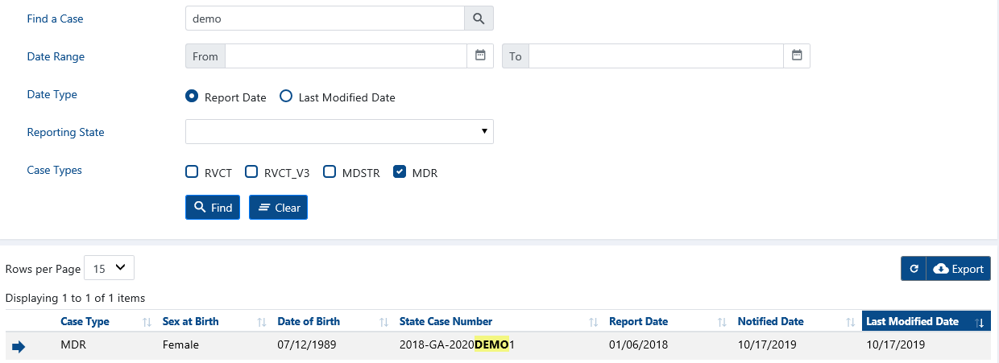 Find a Case demo
Date Range From To
Date Type Report Date Last Modified Date
Reporting State
Case Types RVCT RVCT_V3 MDSTR MDR
Find Clear
Rows per Page 15 Export
Displaying 1 to 1 of 1 items
Case Type Sex at Birth Date of Birth State Case Number Report Date Notified Date Last Modified Date
MDR Female 07/12/1989 2018-GA-2020DEMO1 01/06/2018 10/17/2019 10/17/2019